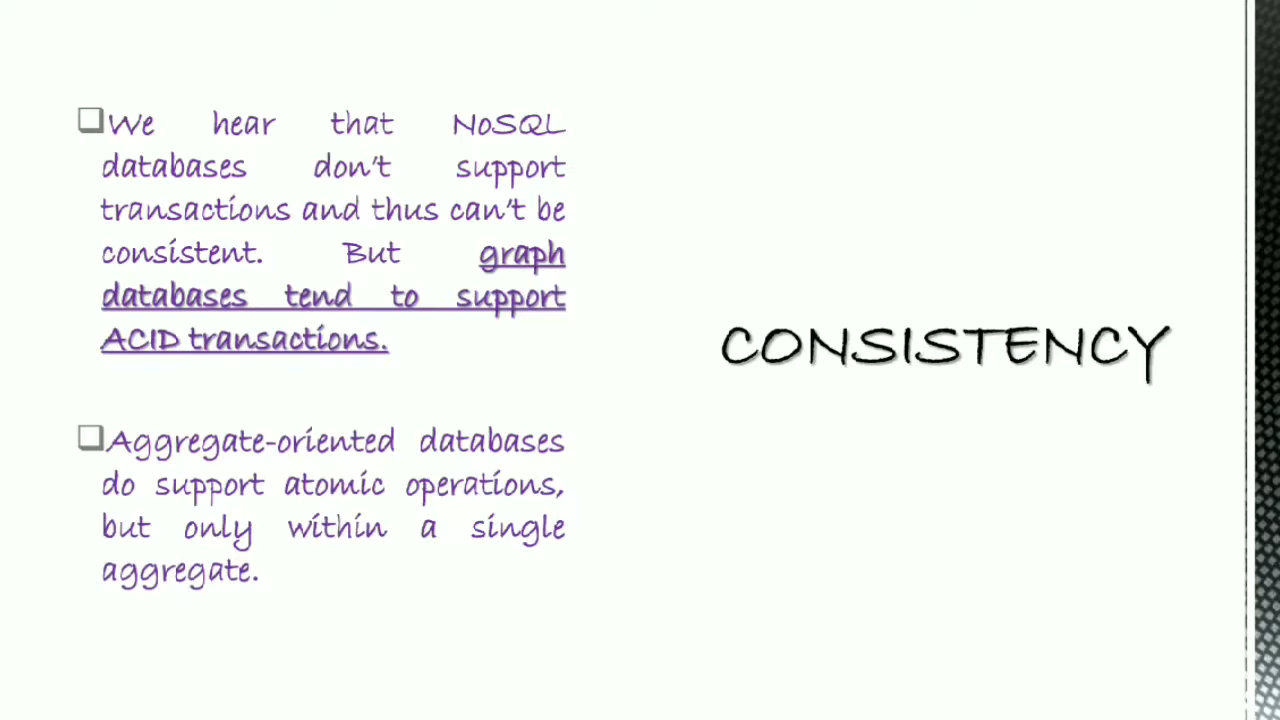 We hear that NoSQL
databases don't support
transactions and thus can't be
consistent. But graph
databases tend to support
ACID transactions.
Aggregate-oriented databases
do support atomic operations,
but only within a single
aggregate.
CONSISTENCY